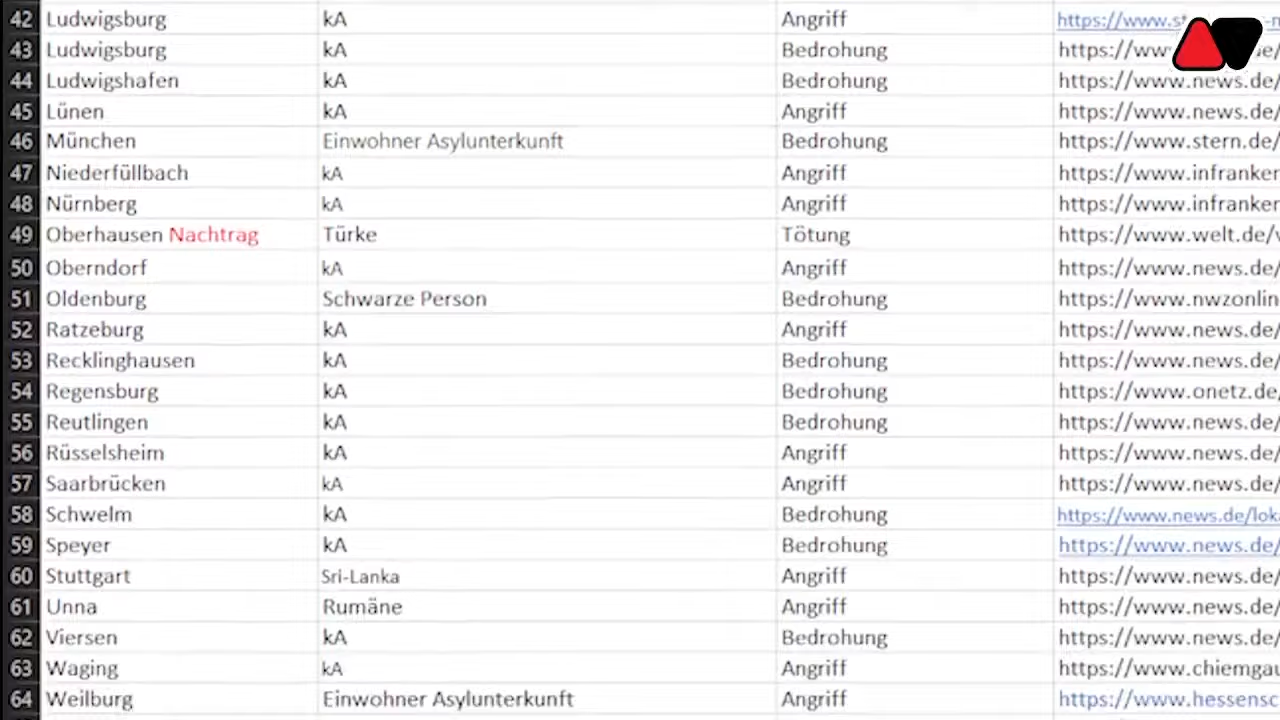 42 Ludwigsburg kA Angriff https://www.s
43 Ludwigsburg kA Bedrohung https://ww
44 Ludwigshafen kA Bedrohung https://www.news.de/
45 Lünen kA Angriff https://www.news.de/
46 München Einwohner Asylunterkunft Bedrohung https://www.stern.de/
47 Niederfüllbach kA Angriff https://www.infranken
48 Nürnberg kA Angriff https://www.infranken
49 Oberhausen Nachtrag Türke Tötung https://www.welt.de/v
50 Oberndorf kA Angriff https://www.news.de/
51 Oldenburg Schwarze Person Bedrohung https://www.nwzonlin
52 Ratzeburg kA Angriff https://www.news.de/
53 Recklinghausen kA Bedrohung https://www.news.de/
54 Regensburg kA Bedrohung https://www.onetz.de/
55 Reutlingen kA Bedrohung https://www.news.de/
56 Rüsselsheim kA Angriff https://www.news.de/
57 Saarbrücken kA Angriff https://www.news.de/
58 Schwelm kA Bedrohung https://www.news.de/loka
59 Speyer kA Bedrohung https://www.news.de/
60 Stuttgart Sri-Lanka Angriff https://www.news.de/
61 Unna Rumäne Angriff https://www.news.de/
62 Viersen kA Bedrohung https://www.news.de/
63 Waging kA Angriff https://www.chiemgau
64 Weilburg Einwohner Asylunterkunft Angriff https://www.hessensc